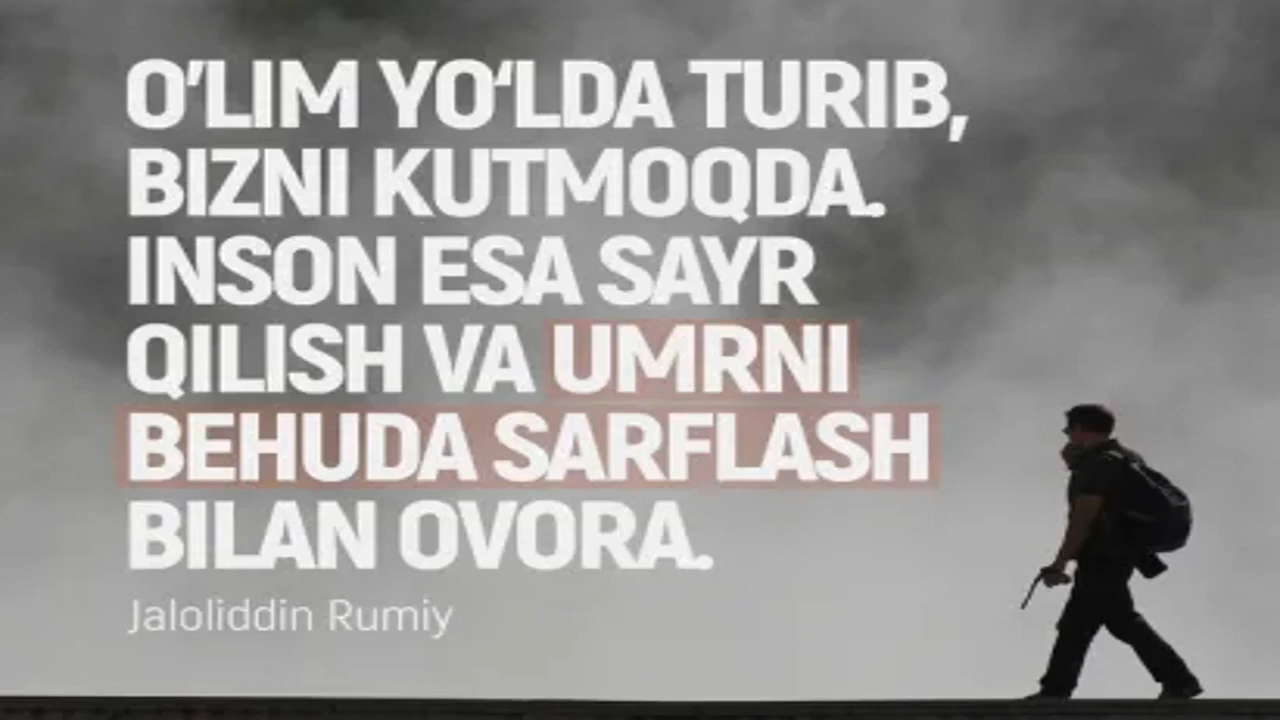 O'LIM YO‘LDA TURIB,
BIZNI KUTMOQDA.
INSON ESA SAYR
QILISH VA UMRNI
BEHUDA SARFLASH
BILAN OVORA.
Jaloliddin Rumiy